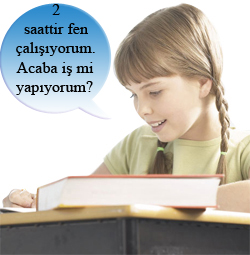 2
saattir fen
çalışıyorum.
Acaba iş mi
yapıyorum?